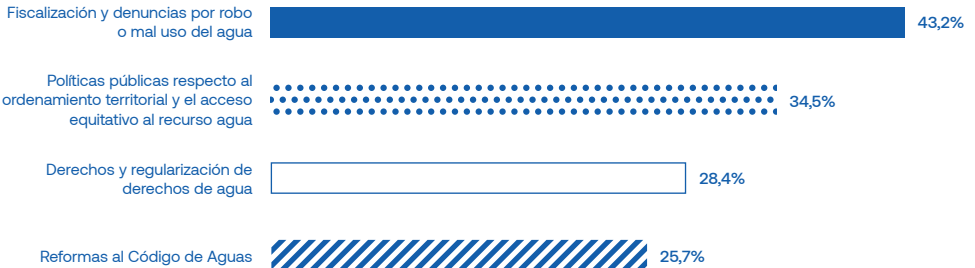 Fiscalización y denuncias por robo
o mal uso del agua
43,2%
Políticas públicas respecto al
ordenamiento territorial y el acceso
equitativo al recurso agua
34,5%
Derechos y regularización de
derechos de agua
28,4%
Reformas al Código de Aguas
25,7%